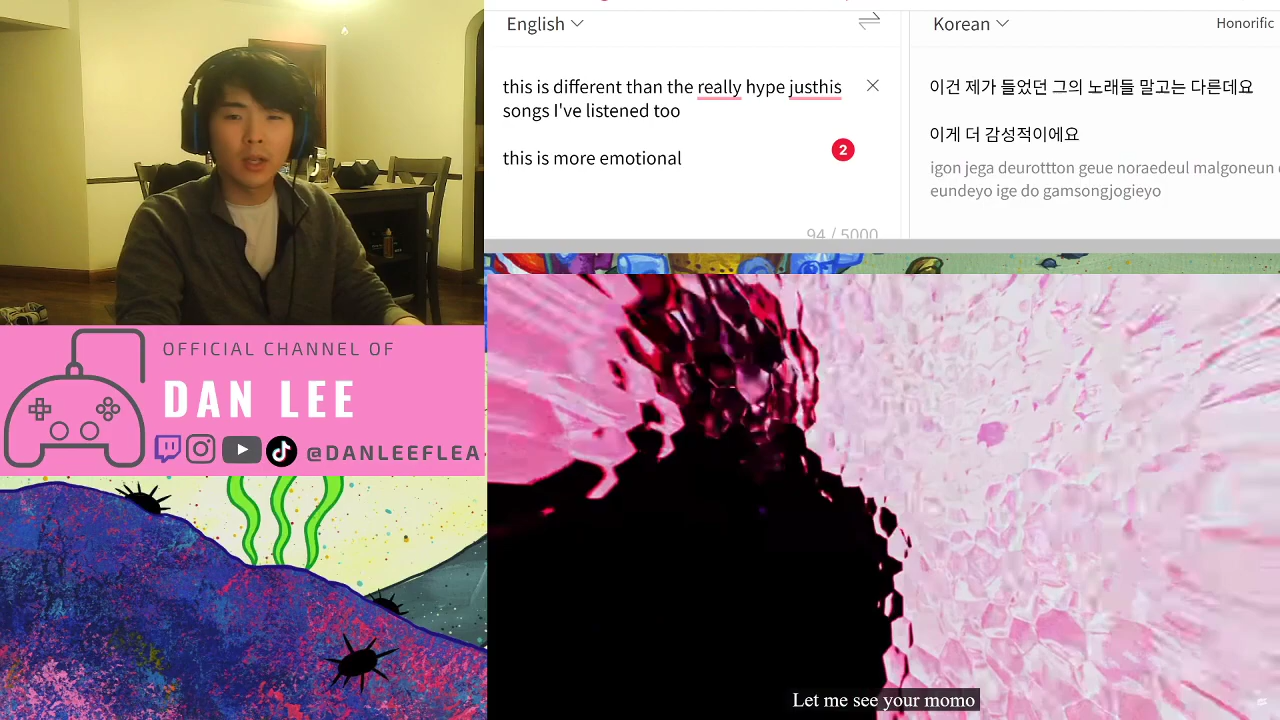 English
Korean
Honorific
this is different than the really hype justhis
songs I've listened too
this is more emotional
2
94 / 5000
이건 제가 들었던 그의 노래들 말고는 다른데요
이게 더 감성적이에요
igon jega deurottton geue noraedeul malgoneun
eundeyo ige do gamsongjogieyo
OFFICIAL CHANNEL OF
DAN LEE
@DANLEEFLEA
Let me see your momo